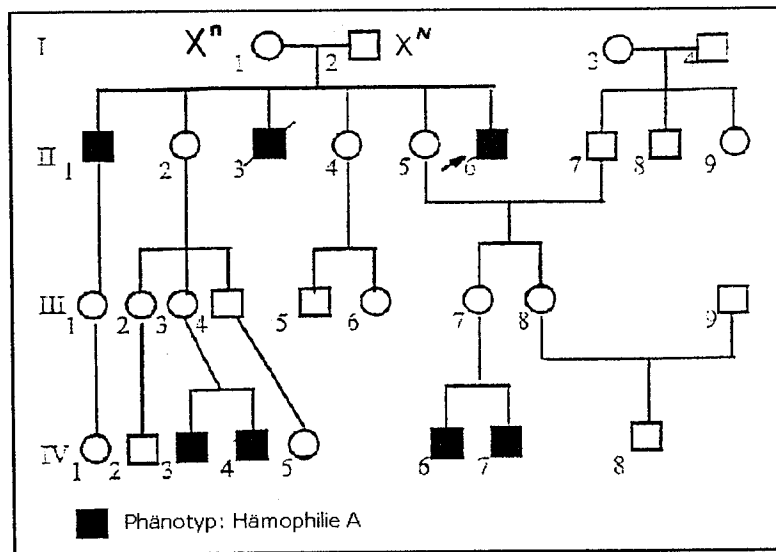 I Xⁿ 1 2 Xᴺ 3 4
II 1 2 3 4 5 6 7 8 9
III 1 2 3 4 5 6 7 8 9
IV 1 2 3 4 5 6 7 8
Phänotyp: Hämophilie A